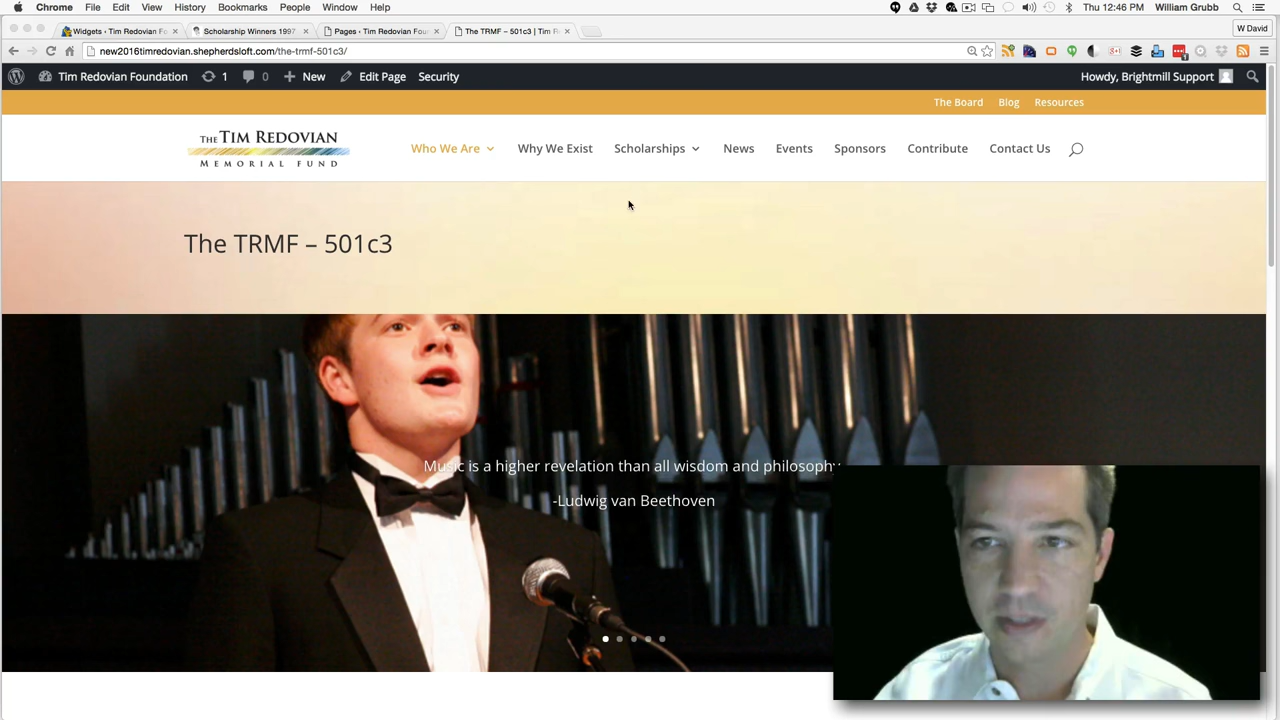 Chrome File Edit View History Bookmarks People Window Help Thu 12:46 PM William Grubb
Widgets ‹ Tim Redovian Fou Scholarship Winners 1997 Pages ‹ Tim Redovian Foun The TRMF – 501c3 | Tim R W David
new2016timredovian.shepherdsloft.com/the-trmf-501c3/
Tim Redovian Foundation 1 0 New Edit Page Security Howdy, Brightmill Support
The Board Blog Resources
THE TIM REDOVIAN
MEMORIAL FUND
Who We Are Why We Exist Scholarships News Events Sponsors Contribute Contact Us
The TRMF – 501c3
Music is a higher revelation than all wisdom and philosophy
-Ludwig van Beethoven